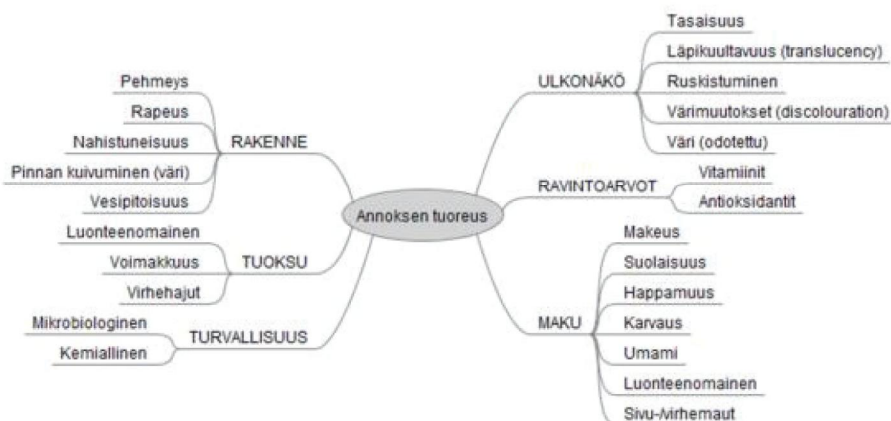 Annoksen tuoreus
RAKENNE
Pehmeys
Rapeus
Nahistuneisuus
Pinnan kuivuminen (väri)
Vesipitoisuus
TUOKSU
Luonteenomainen
Voimakkuus
Virhehajut
TURVALLISUUS
Mikrobiologinen
Kemiallinen
ULKONÄKÖ
Tasaisuus
Läpikuultavuus (translucency)
Ruskistuminen
Värimuutokset (discolouration)
Väri (odotettu)
RAVINTOARVOT
Vitamiinit
Antioksidantit
MAKU
Makeus
Suolaisuus
Happamuus
Karvaus
Umami
Luonteenomainen
Sivu-/virhemaut